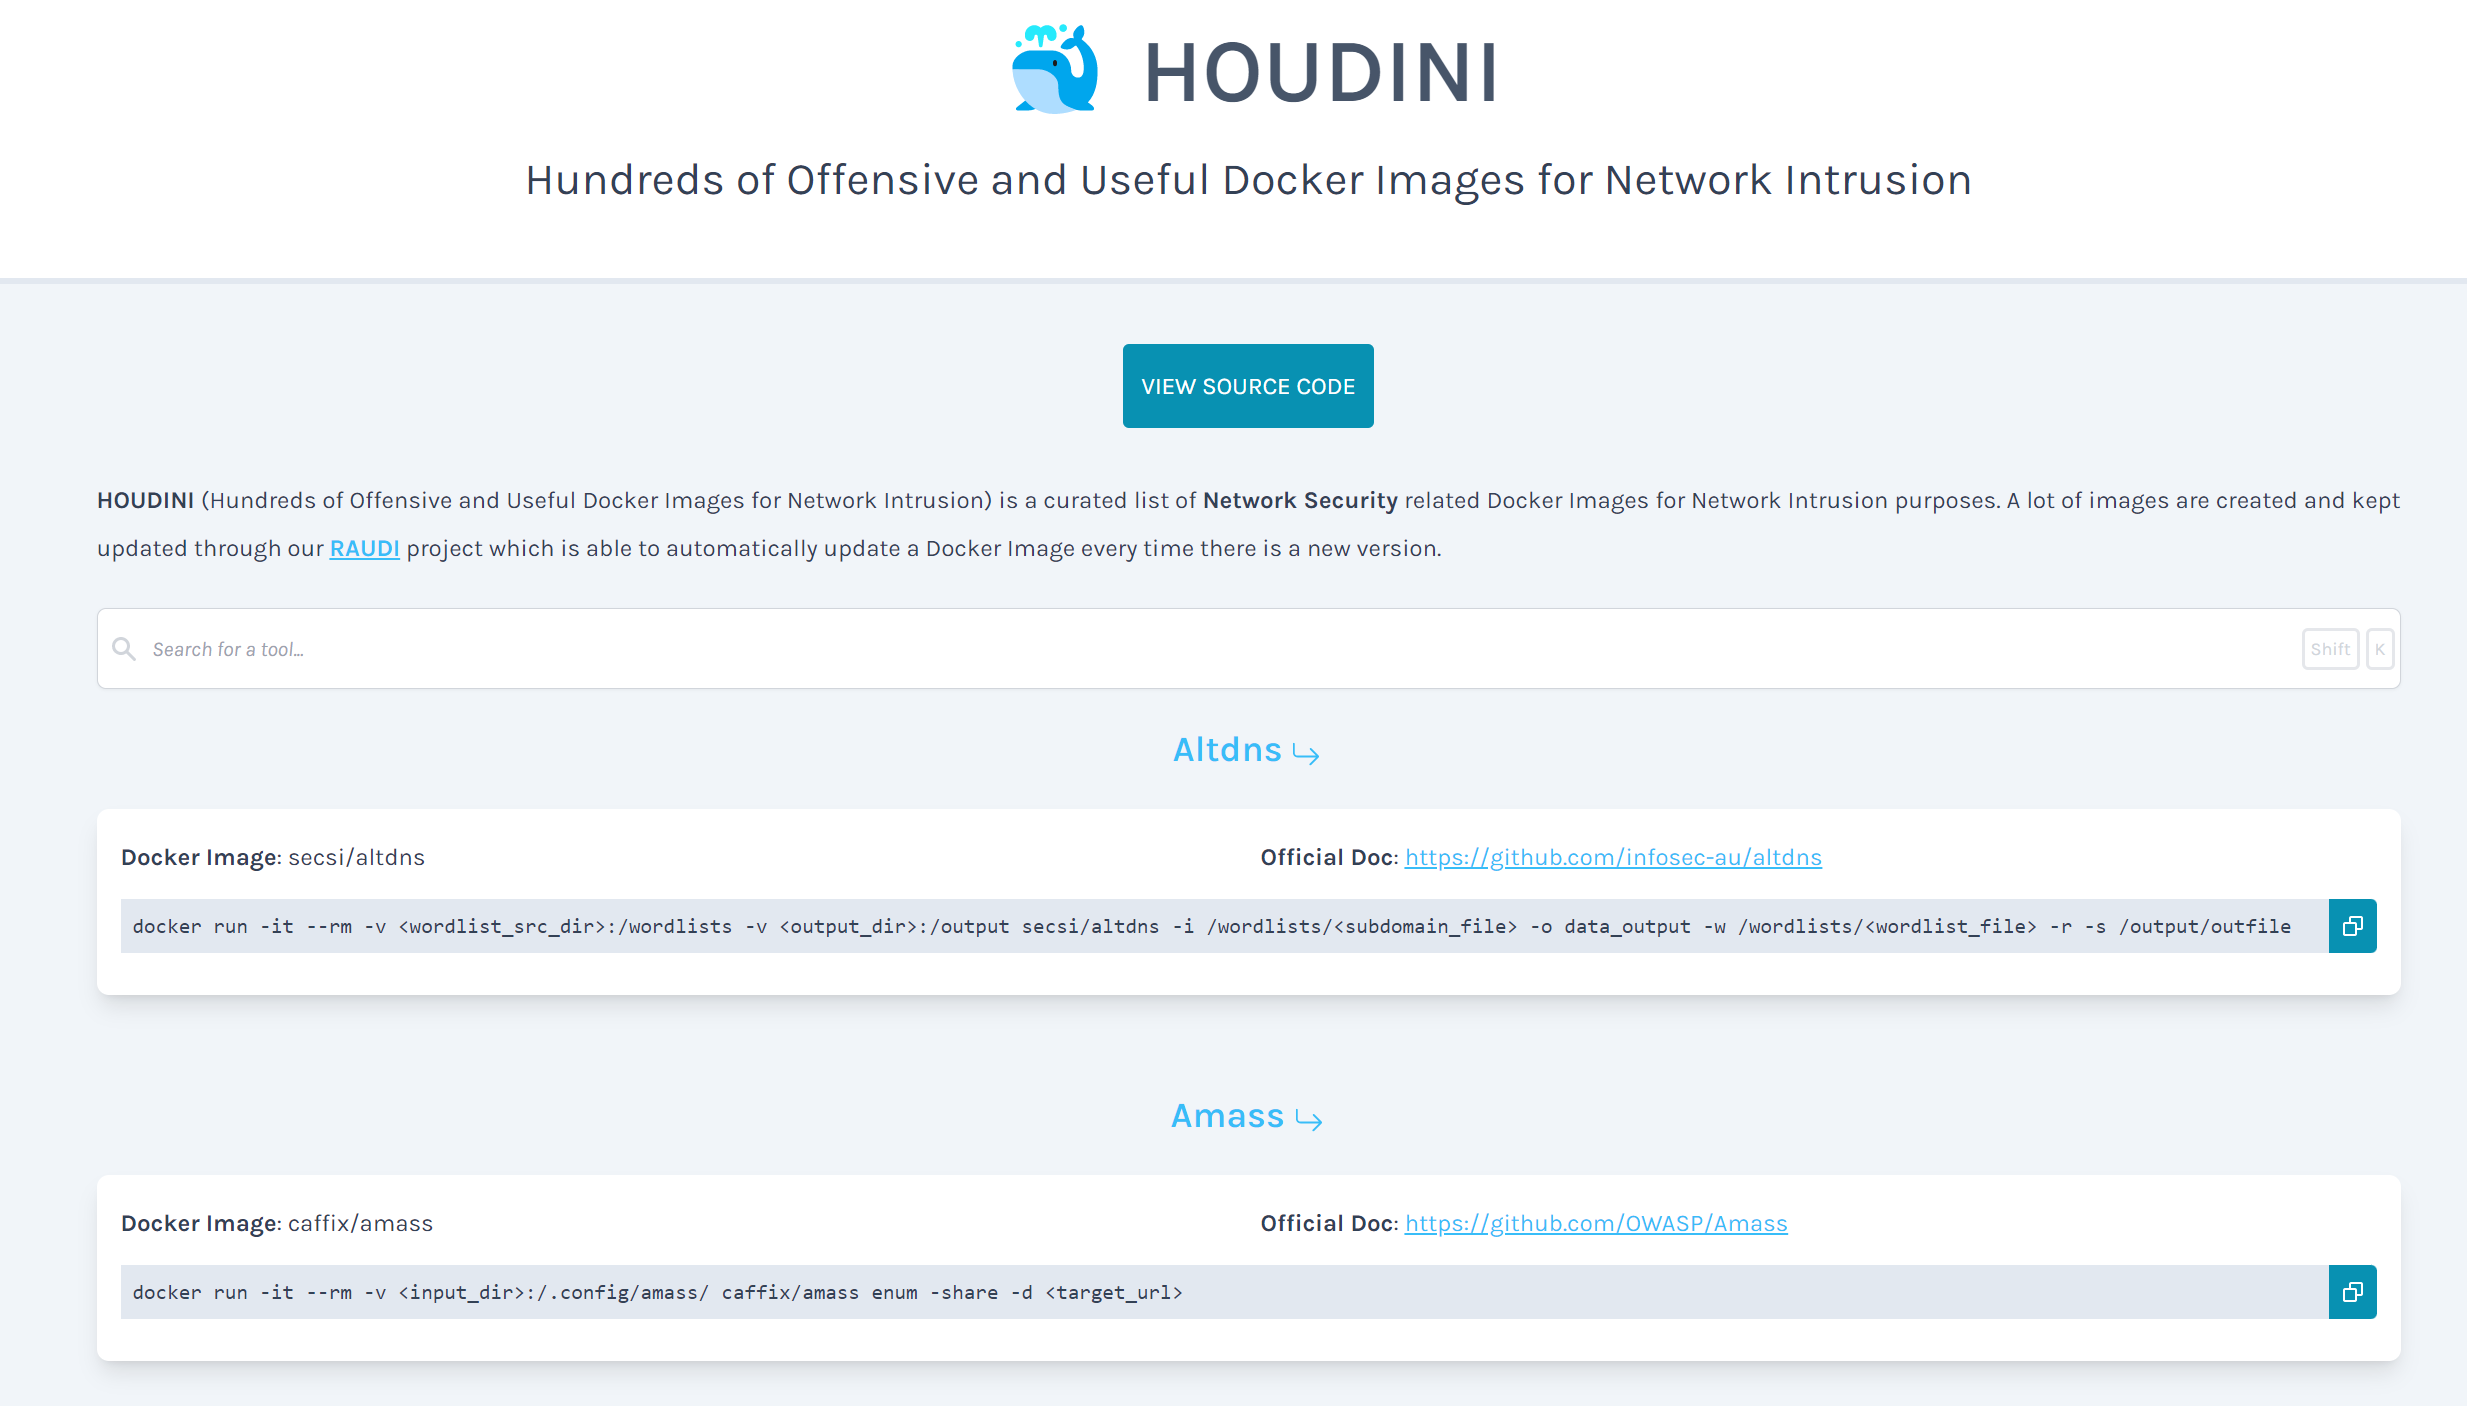 HOUDINI
Hundreds of Offensive and Useful Docker Images for Network Intrusion
VIEW SOURCE CODE
HOUDINI (Hundreds of Offensive and Useful Docker Images for Network Intrusion) is a curated list of Network Security related Docker Images for Network Intrusion purposes. A lot of images are created and kept
updated through our RAUDI project which is able to automatically update a Docker Image every time there is a new version.
Search for a tool... Shift K
Altdns
Docker Image: secsi/altdns Official Doc: https://github.com/infosec-au/altdns
docker run -it --rm -v <wordlist_src_dir>:/wordlists -v <output_dir>:/output secsi/altdns -i /wordlists/<subdomain_file> -o data_output -w /wordlists/<wordlist_file> -r -s /output/outfile
Amass
Docker Image: caffix/amass Official Doc: https://github.com/OWASP/Amass
docker run -it --rm -v <input_dir>:/.config/amass/ caffix/amass enum -share -d <target_url>